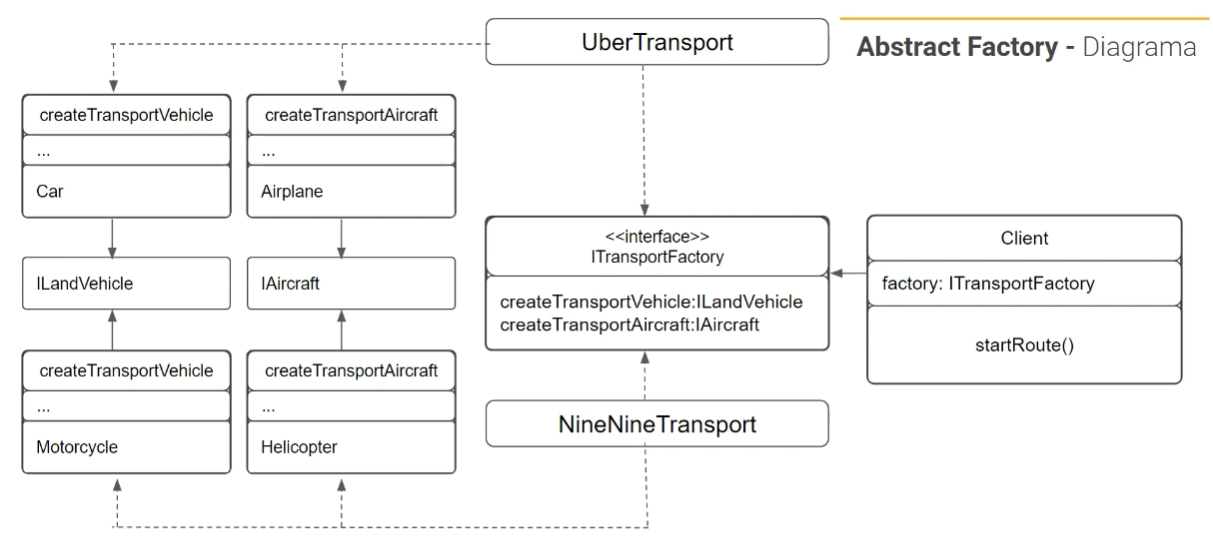 UberTransport
Abstract Factory - Diagrama
createTransportVehicle
...
Car
createTransportAircraft
...
Airplane
ILandVehicle
IAircraft
createTransportVehicle
...
Motorcycle
createTransportAircraft
...
Helicopter
<<interface>>
ITransportFactory
createTransportVehicle:ILandVehicle
createTransportAircraft:IAircraft
NineNineTransport
Client
factory: ITransportFactory
startRoute()